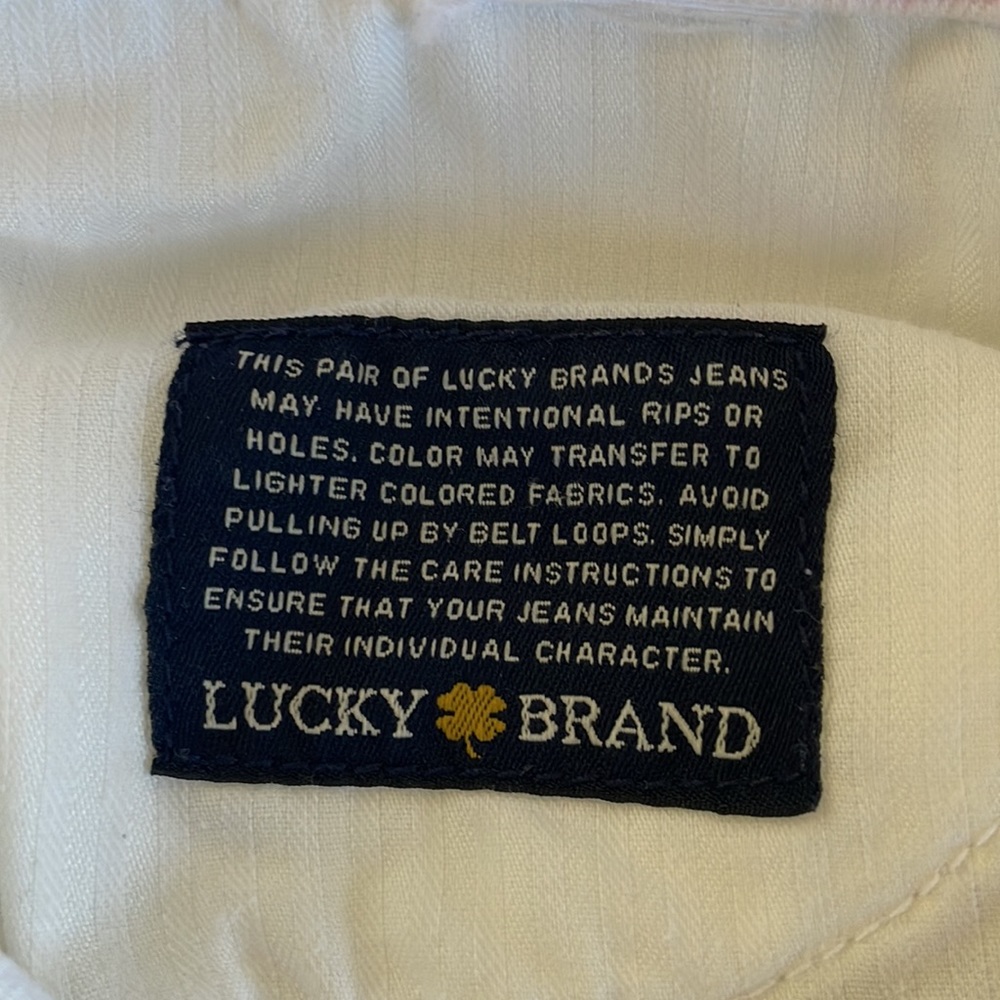 THIS PAIR OF LUCKY BRANDS JEANS
MAY HAVE INTENTIONAL RIPS OR
HOLES. COLOR MAY TRANSFER TO
LIGHTER COLORED FABRICS. AVOID
PULLING UP BY BELT LOOPS. SIMPLY
FOLLOW THE CARE INSTRUCTIONS TO
ENSURE THAT YOUR JEANS MAINTAIN
THEIR INDIVIDUAL CHARACTER.
LUCKY BRAND